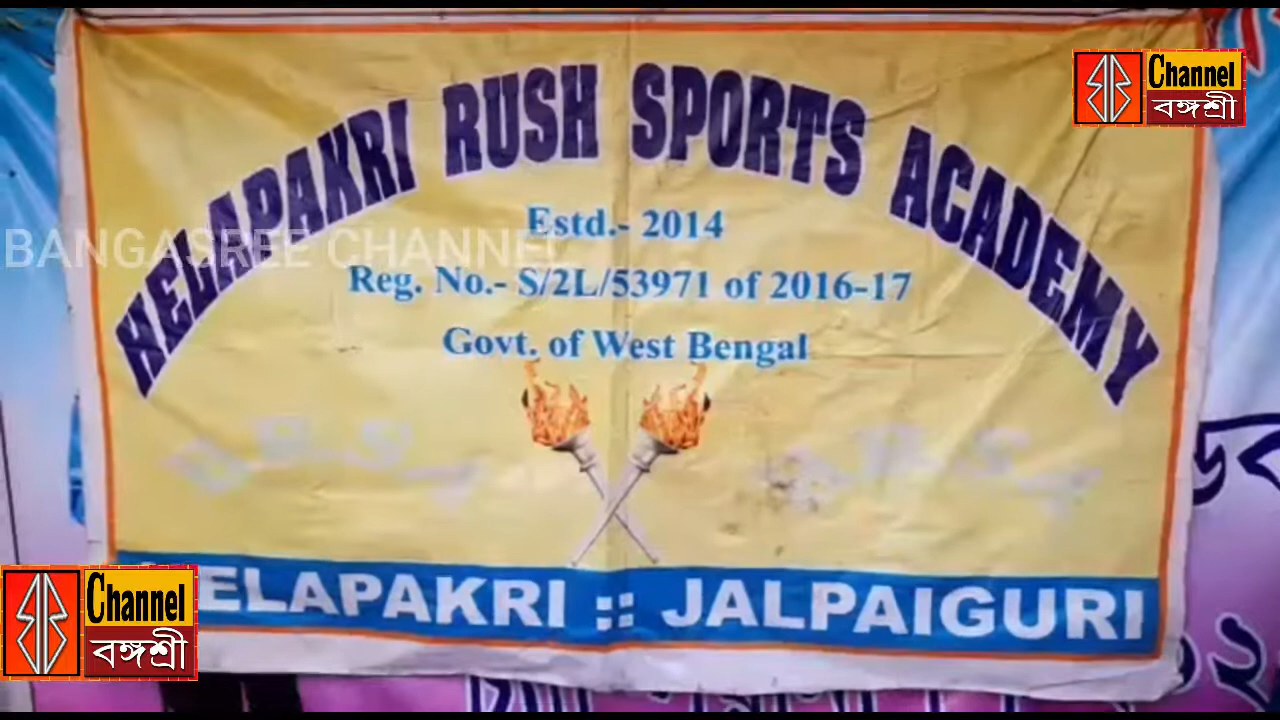 HELAPAKRI RUSH SPORTS ACADEMY
Estd.- 2014
Reg. No.- S/2L/53971 of 2016-17
Govt. of West Bengal
ELAPAKRI :: JALPAIGURI
BANGASREE CHANNEL
Channel
বঙ্গশ্রী
Channel
বঙ্গশ্রী